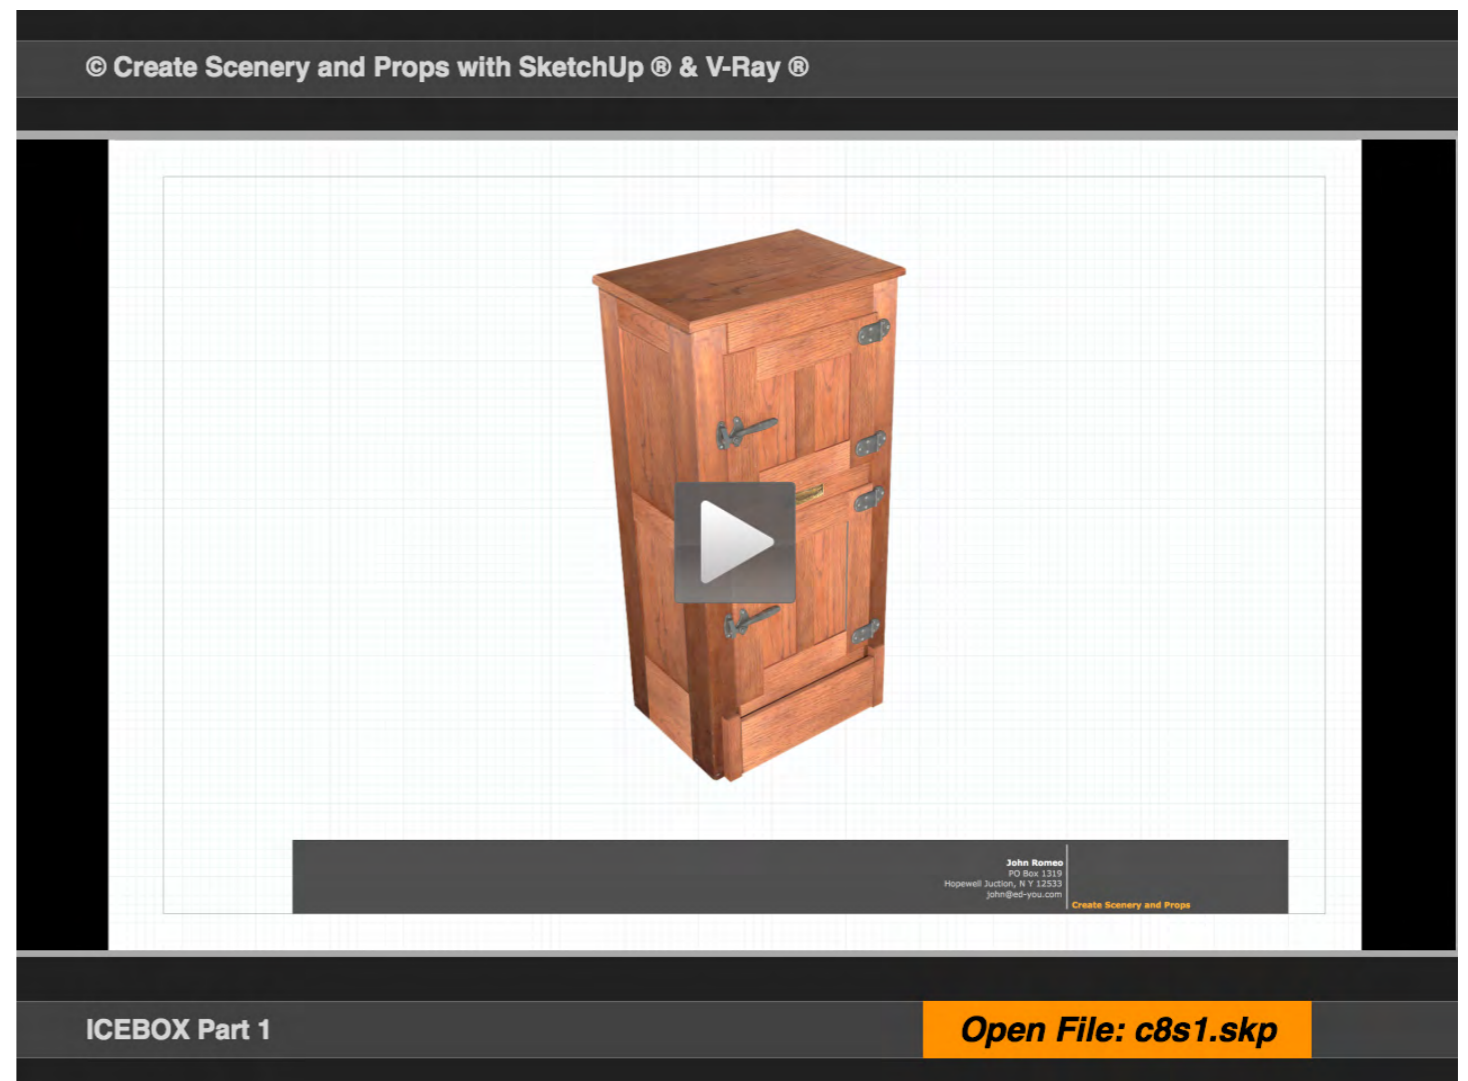 © Create Scenery and Props with SketchUp ® & V-Ray ®
John Romeo
PO Box 1319
Hopewell Juction, N Y 12533
john@ed-you.com
Create Scenery and Props
ICEBOX Part 1
Open File: c8s1.skp